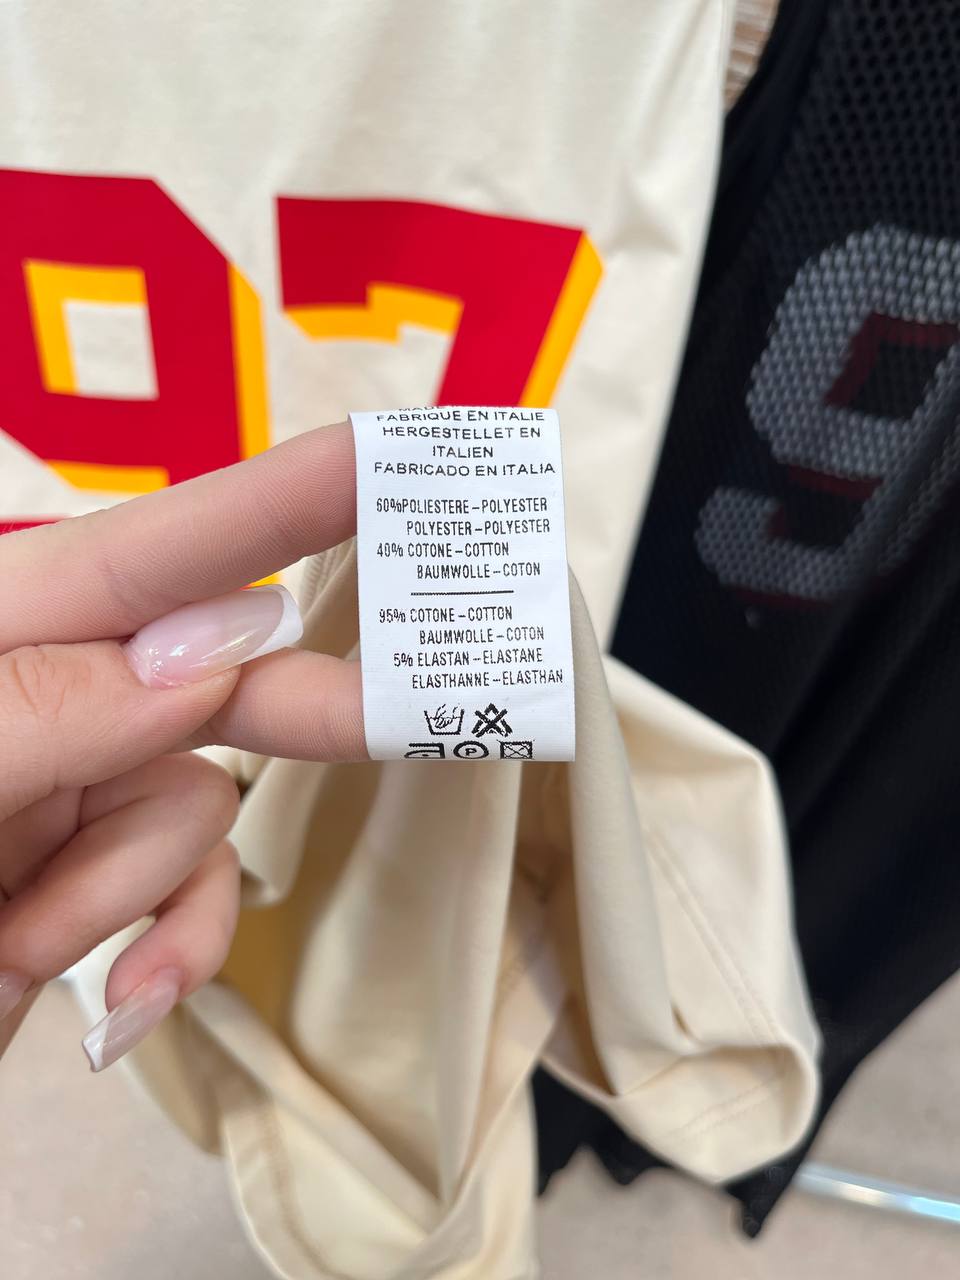 97
9
FABRIQUE EN ITALIE
HERGESTELLET EN
ITALIEN
FABRICADO EN ITALIA
60%POLIESTERE–POLYESTER
POLYESTER–POLYESTER
40% COTONE–COTTON
BAUMWOLLE–COTON
95% COTONE–COTTON
BAUMWOLLE–COTON
5% ELASTAN–ELASTANE
ELASTHANNE–ELASTHAN
P